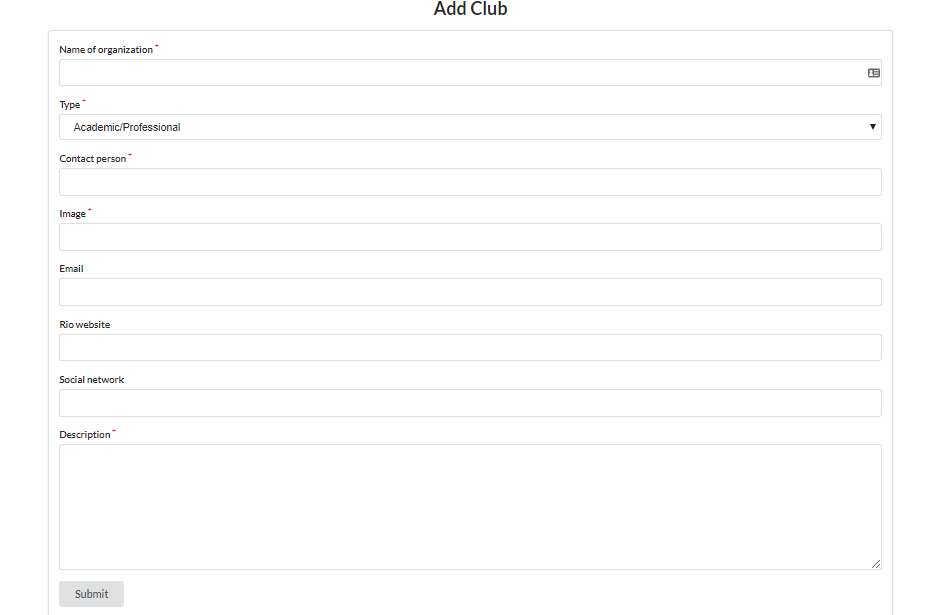 Add Club
Name of organization *
Type *
Academic/Professional
Contact person *
Image *
Email
Rio website
Social network
Description *
Submit